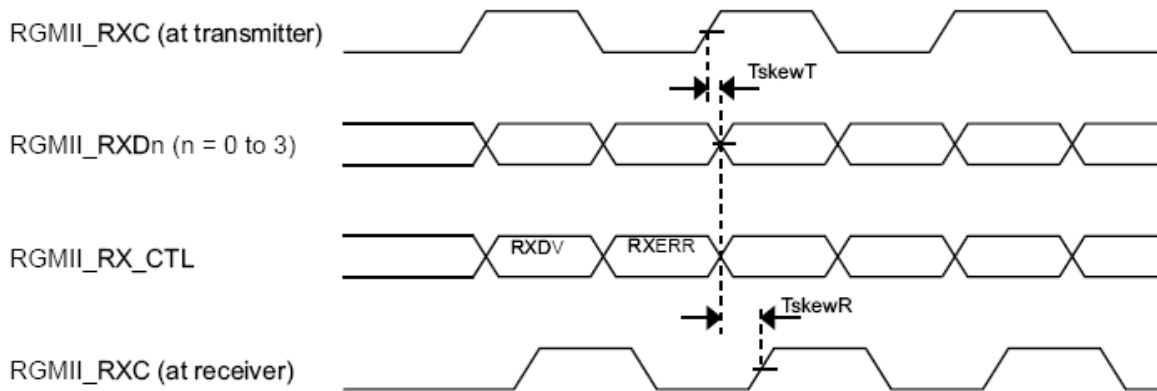 RGMII_RXC (at transmitter)
TskewT
RGMII_RXDn (n = 0 to 3)
RGMII_RX_CTL
RXDV
RXERR
TskewR
RGMII_RXC (at receiver)